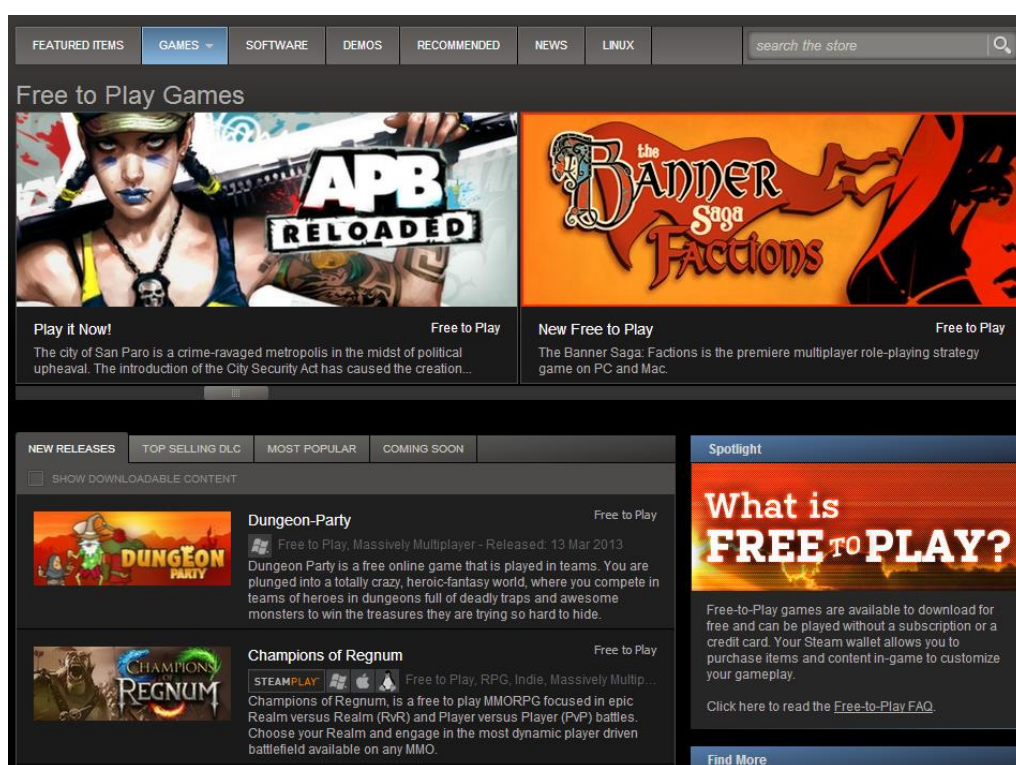 FEATURED ITEMS GAMES SOFTWARE DEMOS RECOMMENDED NEWS LINUX search the store
Free to Play Games
APB
RELOADED
the
BANNER
Saga
FACTIONS
Play it Now! Free to Play
The city of San Paro is a crime-ravaged metropolis in the midst of political
upheaval. The introduction of the City Security Act has caused the creation...
New Free to Play Free to Play
The Banner Saga: Factions is the premiere multiplayer role-playing strategy
game on PC and Mac.
NEW RELEASES TOP SELLING DLC MOST POPULAR COMING SOON
SHOW DOWNLOADABLE CONTENT
DUNGEON
PARTY
Dungeon-Party Free to Play
Free to Play, Massively Multiplayer - Released: 13 Mar 2013
Dungeon Party is a free online game that is played in teams. You are
plunged into a totally crazy, heroic-fantasy world, where you compete in
teams of heroes in dungeons full of deadly traps and awesome
monsters to win the treasures they are trying so hard to hide.
CHAMPIONS
OF
REGNUM
Champions of Regnum Free to Play
STEAMPLAY Free to Play, RPG, Indie, Massively Multip...
Champions of Regnum, is a free to play MMORPG focused in epic
Realm versus Realm (RvR) and Player versus Player (PvP) battles.
Choose your Realm and engage in the most dynamic player driven
battlefield available on any MMO.
Spotlight
What is
FREE TO PLAY?
Free-to-Play games are available to download for
free and can be played without a subscription or a
credit card. Your Steam wallet allows you to
purchase items and content in-game to customize
your gameplay.
Click here to read the Free-to-Play FAQ.
Find More